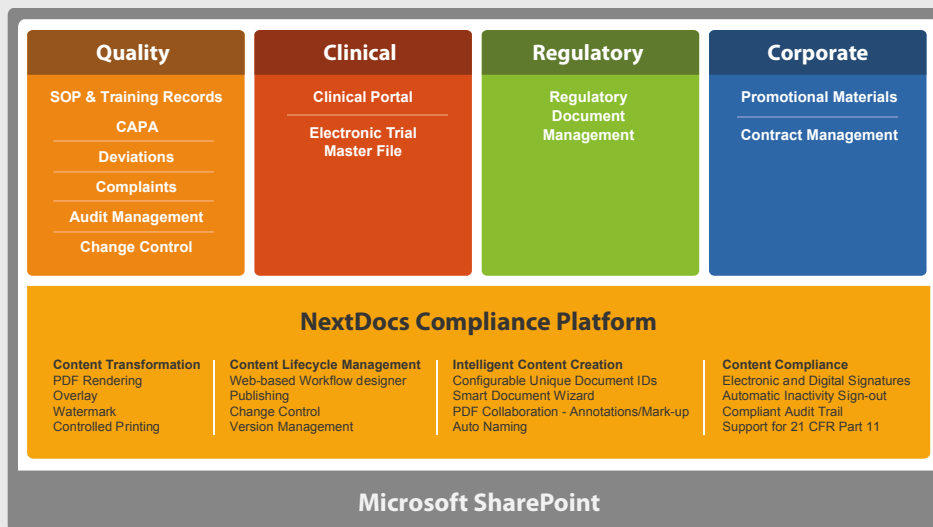 Quality
SOP & Training Records
CAPA
Deviations
Complaints
Audit Management
Change Control
Clinical
Clinical Portal
Electronic Trial
Master File
Regulatory
Regulatory
Document
Management
Corporate
Promotional Materials
Contract Management
NextDocs Compliance Platform
Content Transformation
PDF Rendering
Overlay
Watermark
Controlled Printing
Content Lifecycle Management
Web-based Workflow designer
Publishing
Change Control
Version Management
Intelligent Content Creation
Configurable Unique Document IDs
Smart Document Wizard
PDF Collaboration - Annotations/Mark-up
Auto Naming
Content Compliance
Electronic and Digital Signatures
Automatic Inactivity Sign-out
Compliant Audit Trail
Support for 21 CFR Part 11
Microsoft SharePoint